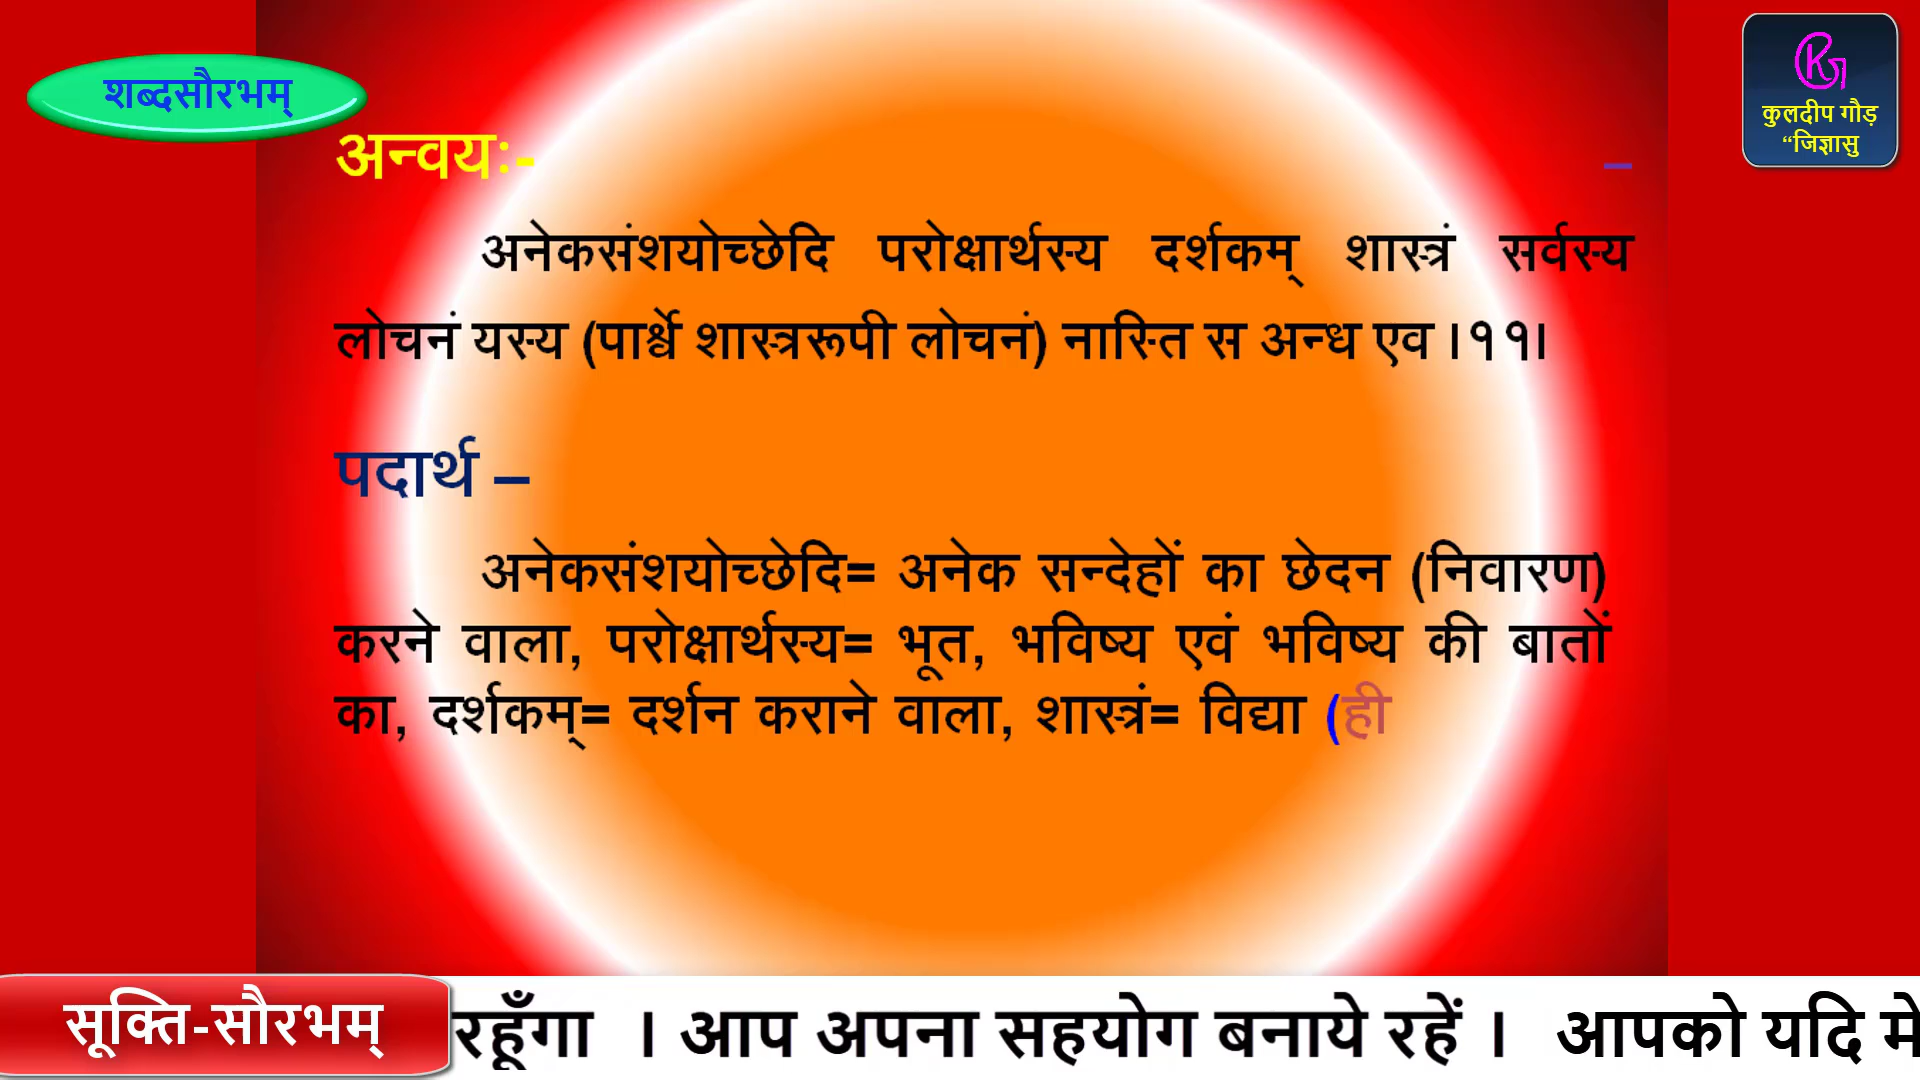 शब्दसौरभम्
कुलदीप गौड़
“जिज्ञासु
अन्वयः- –
अनेकसंशयोच्छेदि परोक्षार्थस्य दर्शकम् शास्त्रं सर्वस्य
लोचनं यस्य (पार्श्वे शास्त्ररूपी लोचनं) नास्ति स अन्ध एव ।११।
पदार्थ –
अनेकसंशयोच्छेदि= अनेक सन्देहों का छेदन (निवारण)
करने वाला, परोक्षार्थस्य= भूत, भविष्य एवं भविष्य की बातों
का, दर्शकम्= दर्शन कराने वाला, शास्त्रं= विद्या (ही
सूक्ति-सौरभम्
रहूँगा । आप अपना सहयोग बनाये रहें । आपको यदि मे